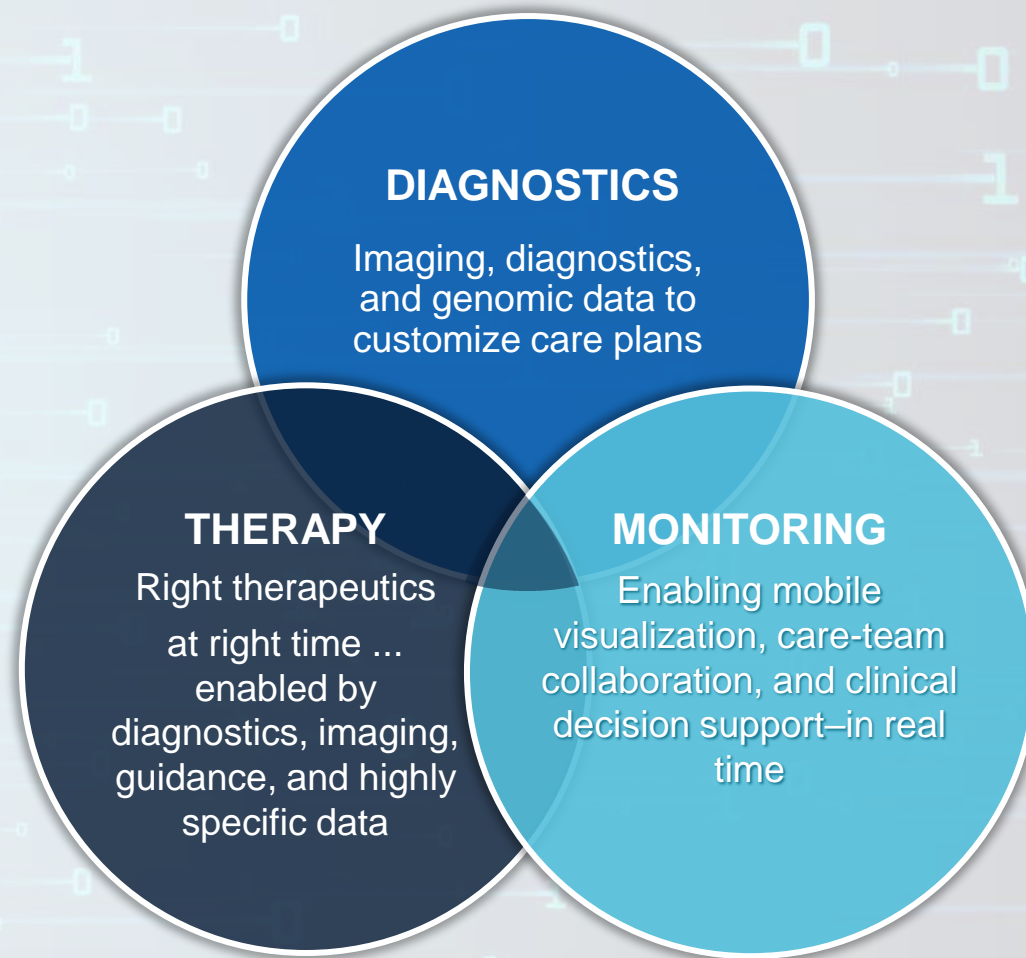 DIAGNOSTICS
Imaging, diagnostics,
and genomic data to
customize care plans
THERAPY
Right therapeutics
at right time ...
enabled by
diagnostics, imaging,
guidance, and highly
specific data
MONITORING
Enabling mobile
visualization, care-team
collaboration, and clinical
decision support–in real
time